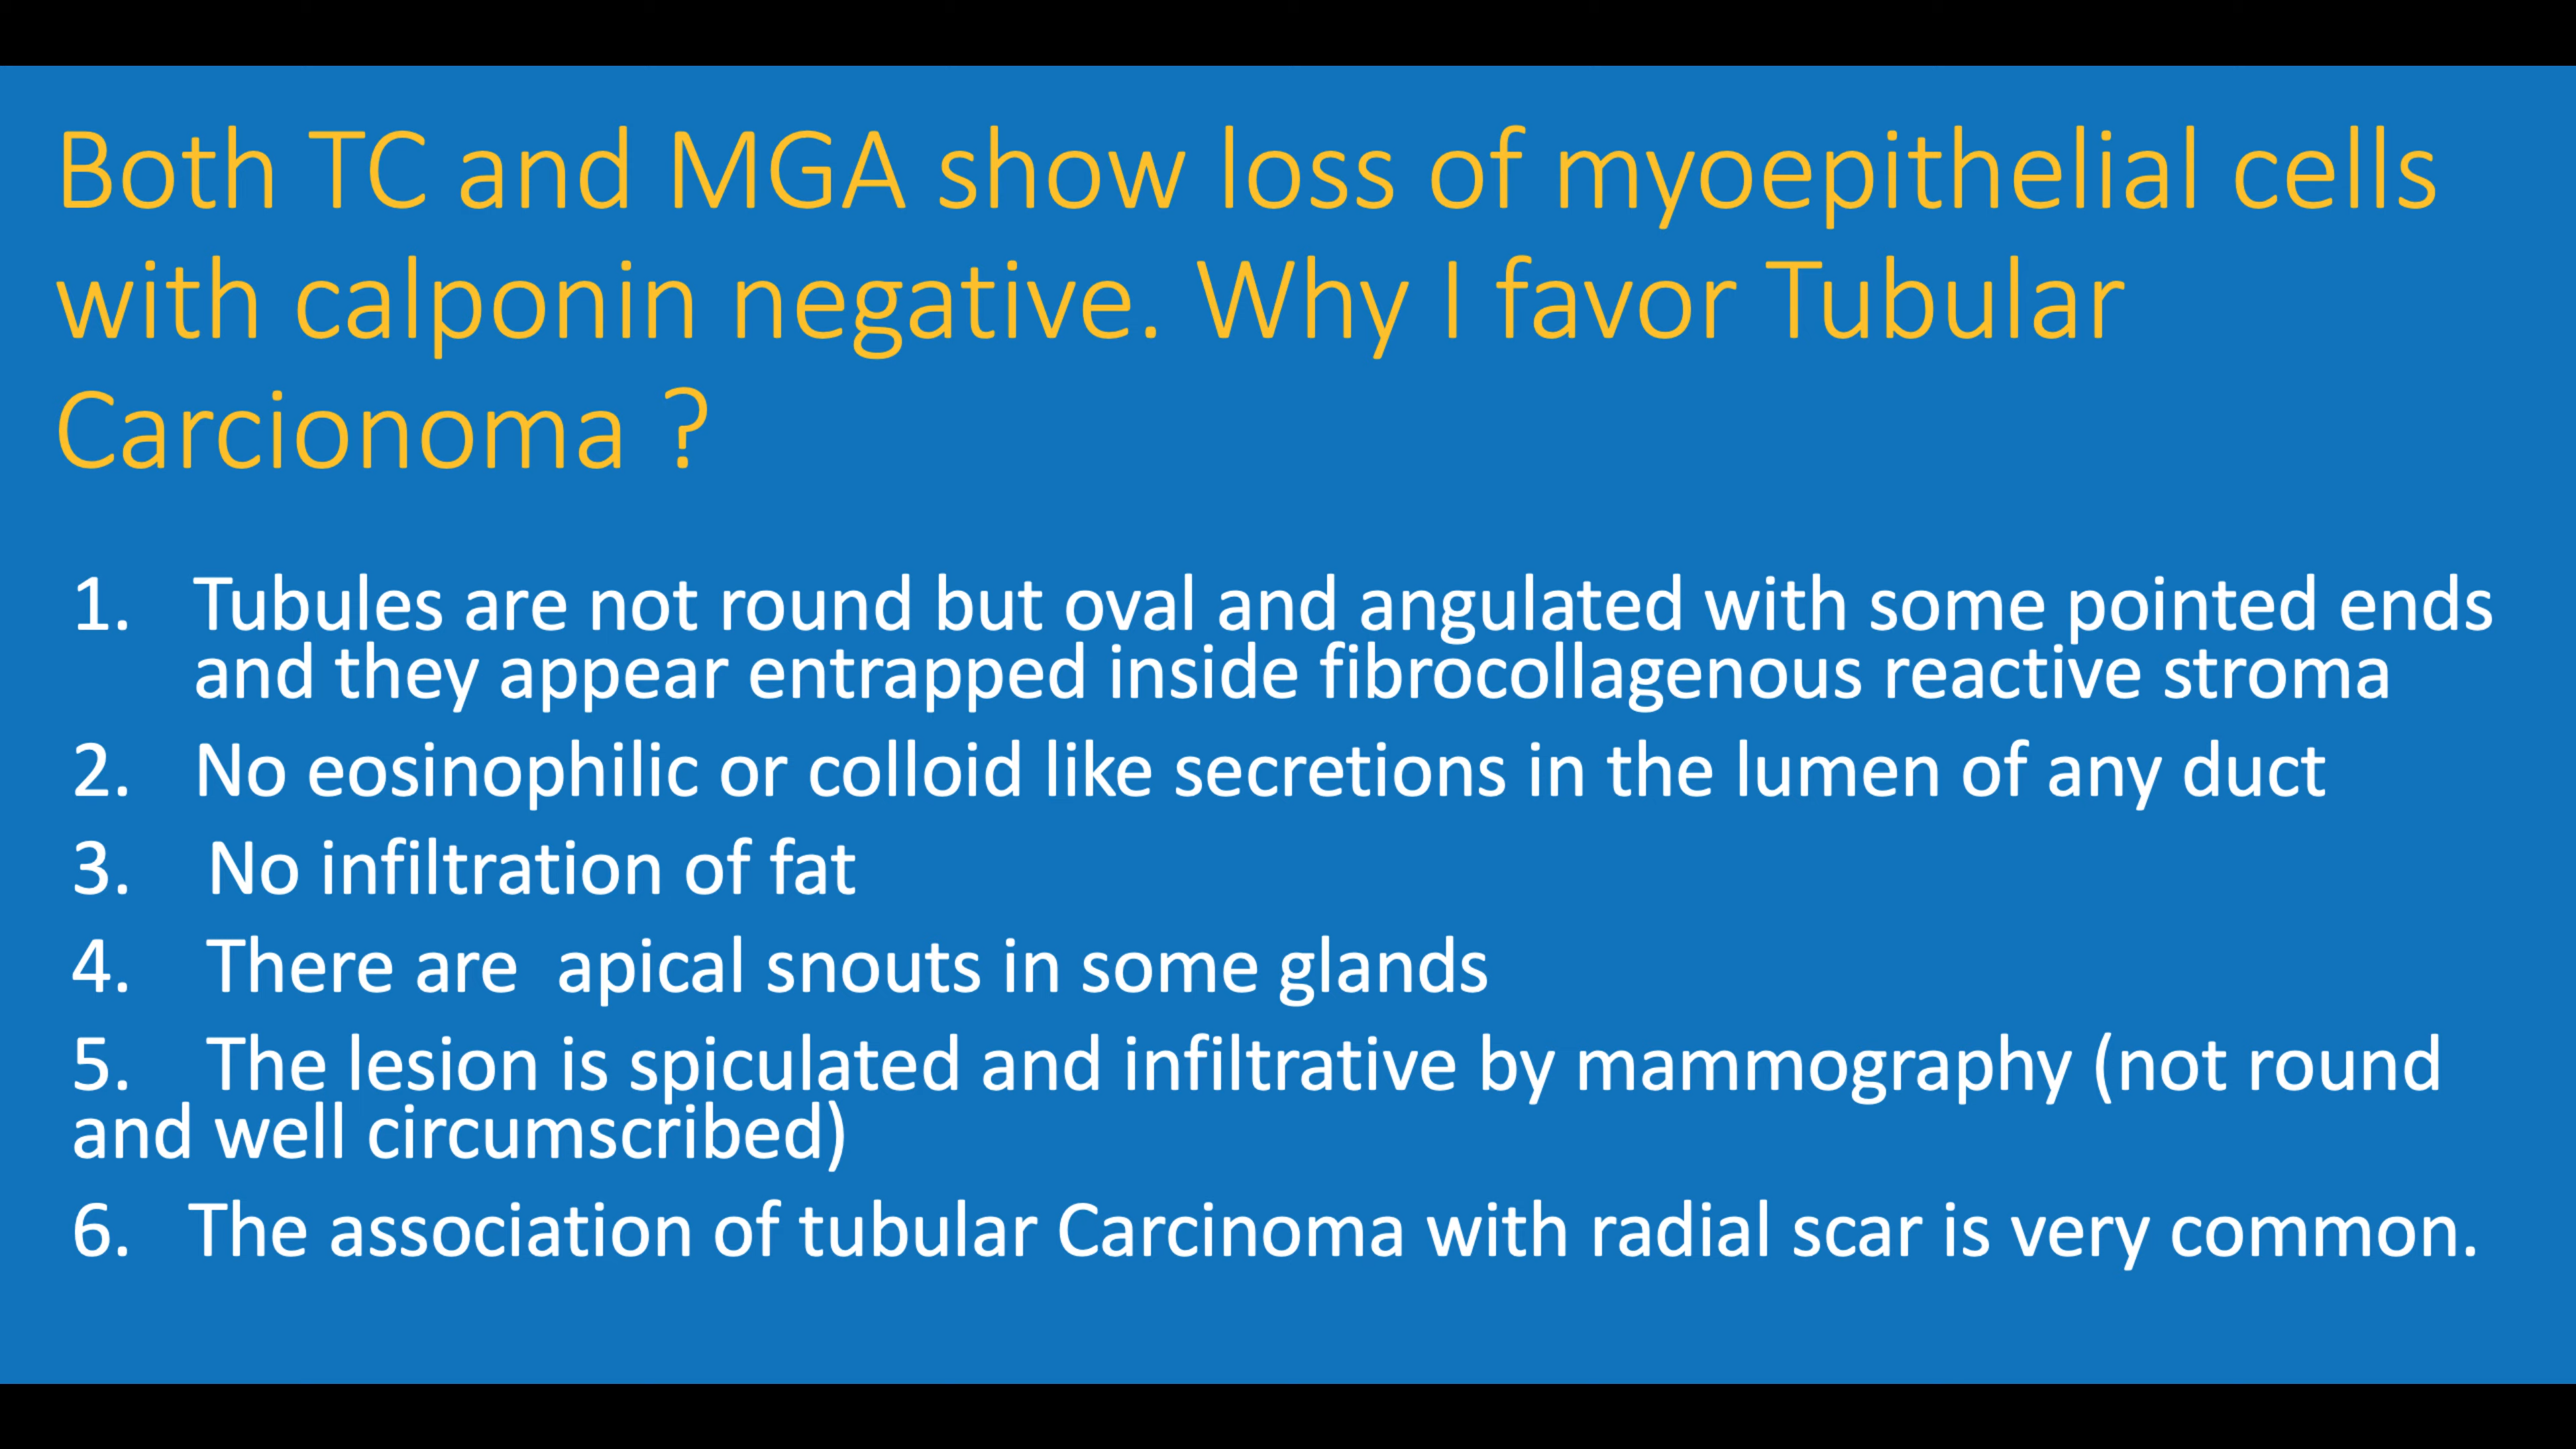 Both TC and MGA show loss of myoepithelial cells
with calponin negative. Why I favor Tubular
Carcionoma ?
1. Tubules are not round but oval and angulated with some pointed ends
and they appear entrapped inside fibrocollagenous reactive stroma
2. No eosinophilic or colloid like secretions in the lumen of any duct
3. No infiltration of fat
4. There are apical snouts in some glands
5. The lesion is spiculated and infiltrative by mammography (not round
and well circumscribed)
6. The association of tubular Carcinoma with radial scar is very common.